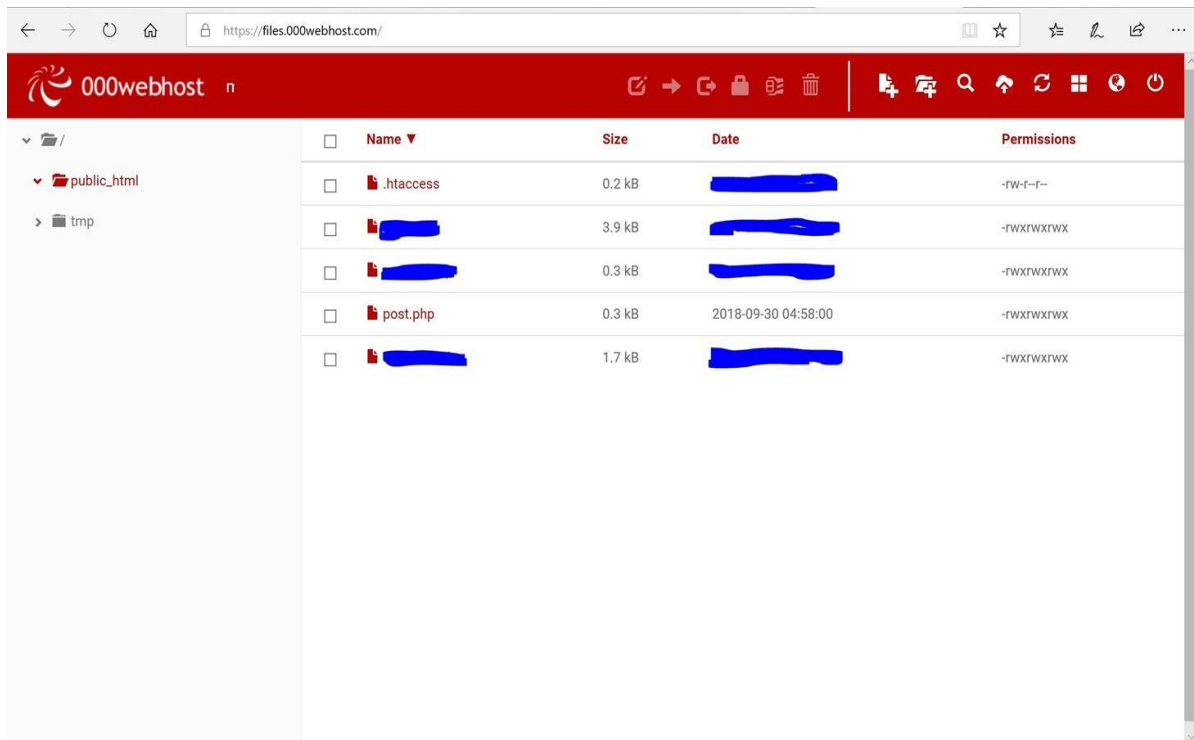 https://files.000webhost.com/
000webhost n
/
public_html
tmp
Name ▼ Size Date Permissions
.htaccess 0.2 kB -rw-r--r--
3.9 kB -rwxrwxrwx
0.3 kB -rwxrwxrwx
post.php 0.3 kB 2018-09-30 04:58:00 -rwxrwxrwx
1.7 kB -rwxrwxrwx